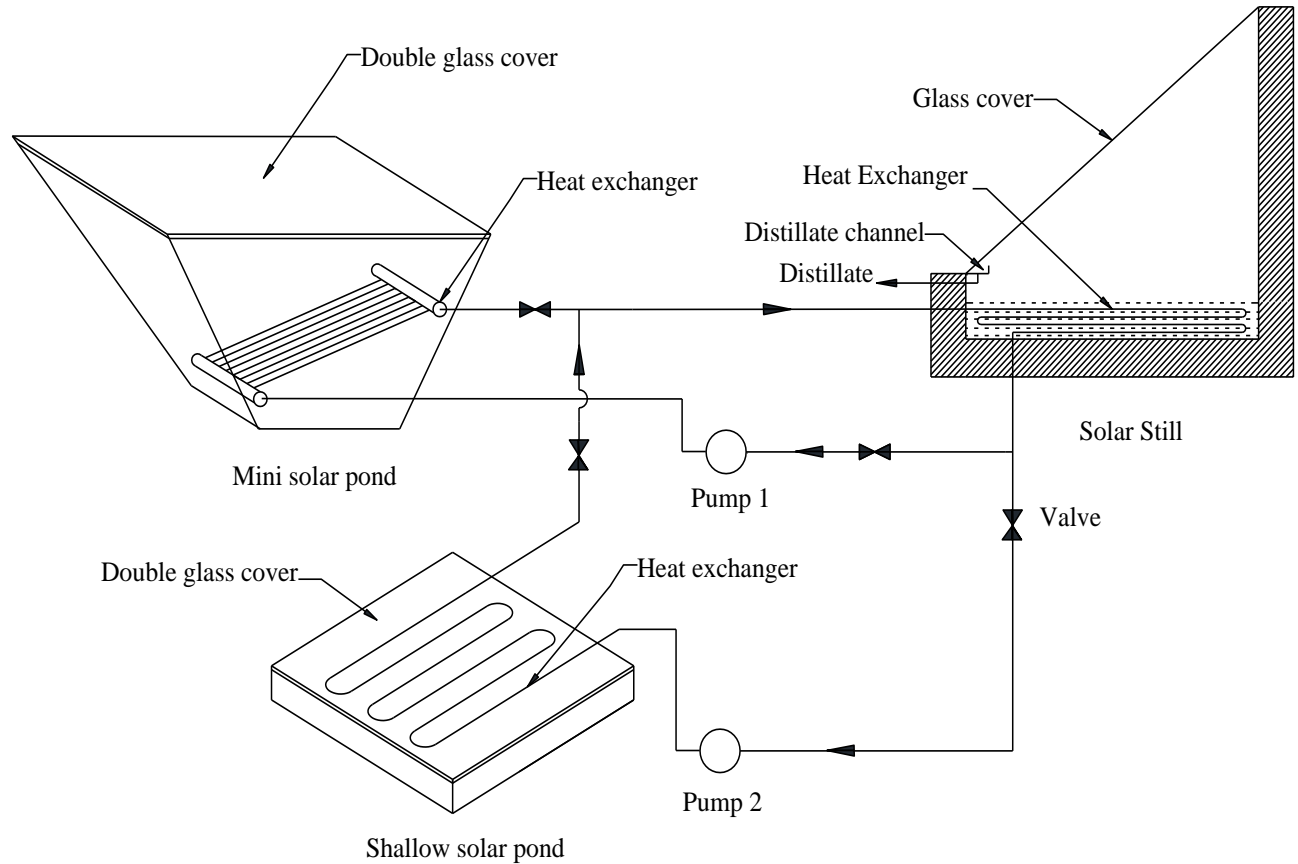 Double glass cover
Glass cover
Heat exchanger
Heat Exchanger
Distillate channel
Distillate
Solar Still
Mini solar pond
Pump 1
Valve
Double glass cover
Heat exchanger
Pump 2
Shallow solar pond